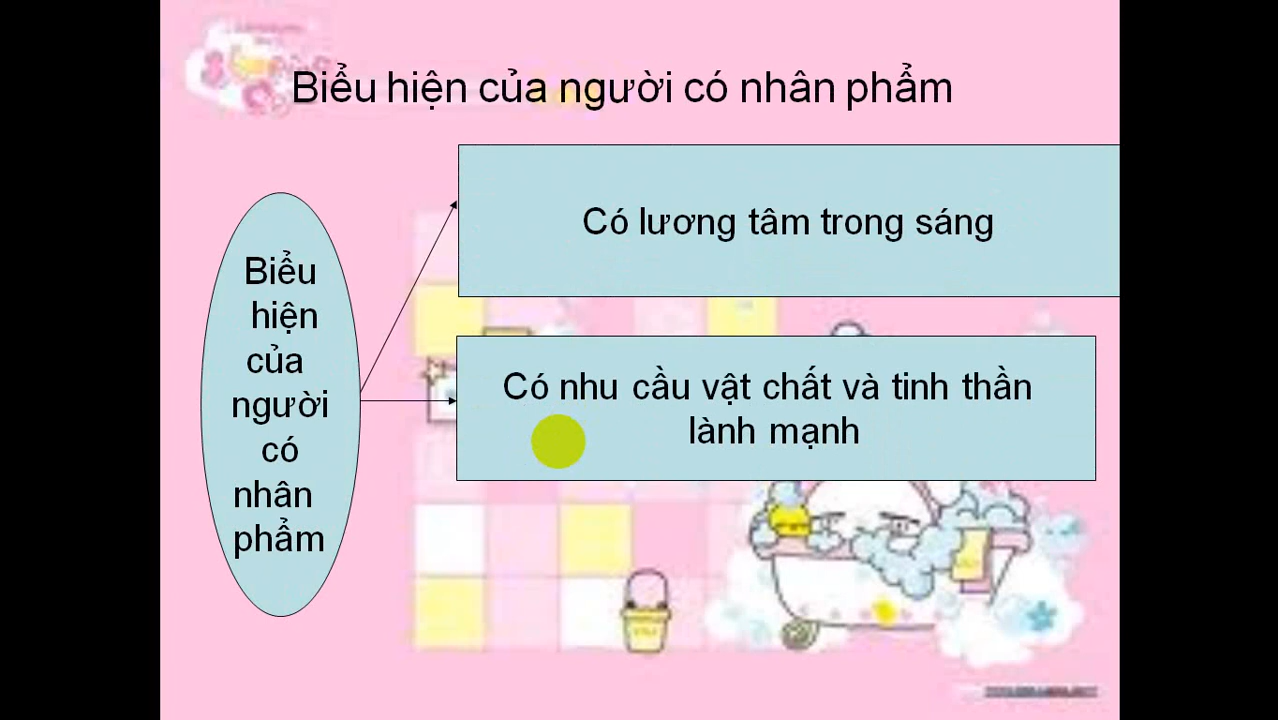 Biểu hiện của người có nhân phẩm
Có lương tâm trong sáng
Biểu
hiện
của
người
có
nhân
phẩm
Có nhu cầu vật chất và tinh thần
lành mạnh